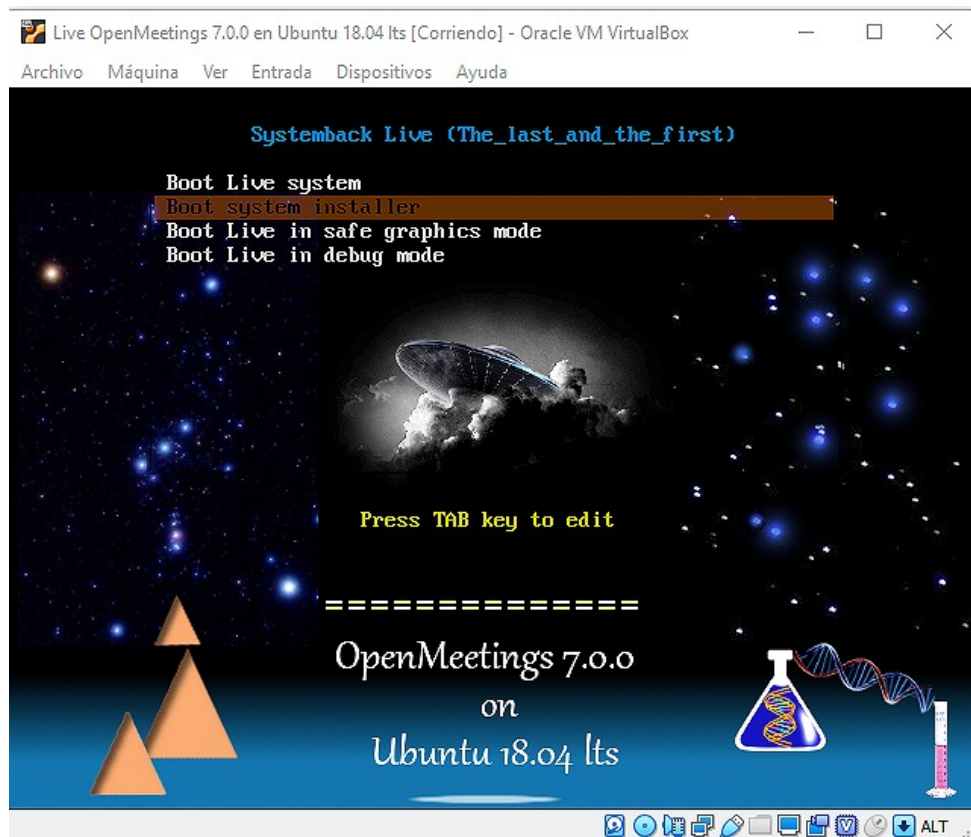 Live OpenMeetings 7.0.0 en Ubuntu 18.04 lts [Corriendo] - Oracle VM VirtualBox
Archivo Máquina Ver Entrada Dispositivos Ayuda
Systemback Live (The_last_and_the_first)
Boot Live system
Boot system installer
Boot Live in safe graphics mode
Boot Live in debug mode
Press TAB key to edit
==============
OpenMeetings 7.0.0
on
Ubuntu 18.04 lts
ALT